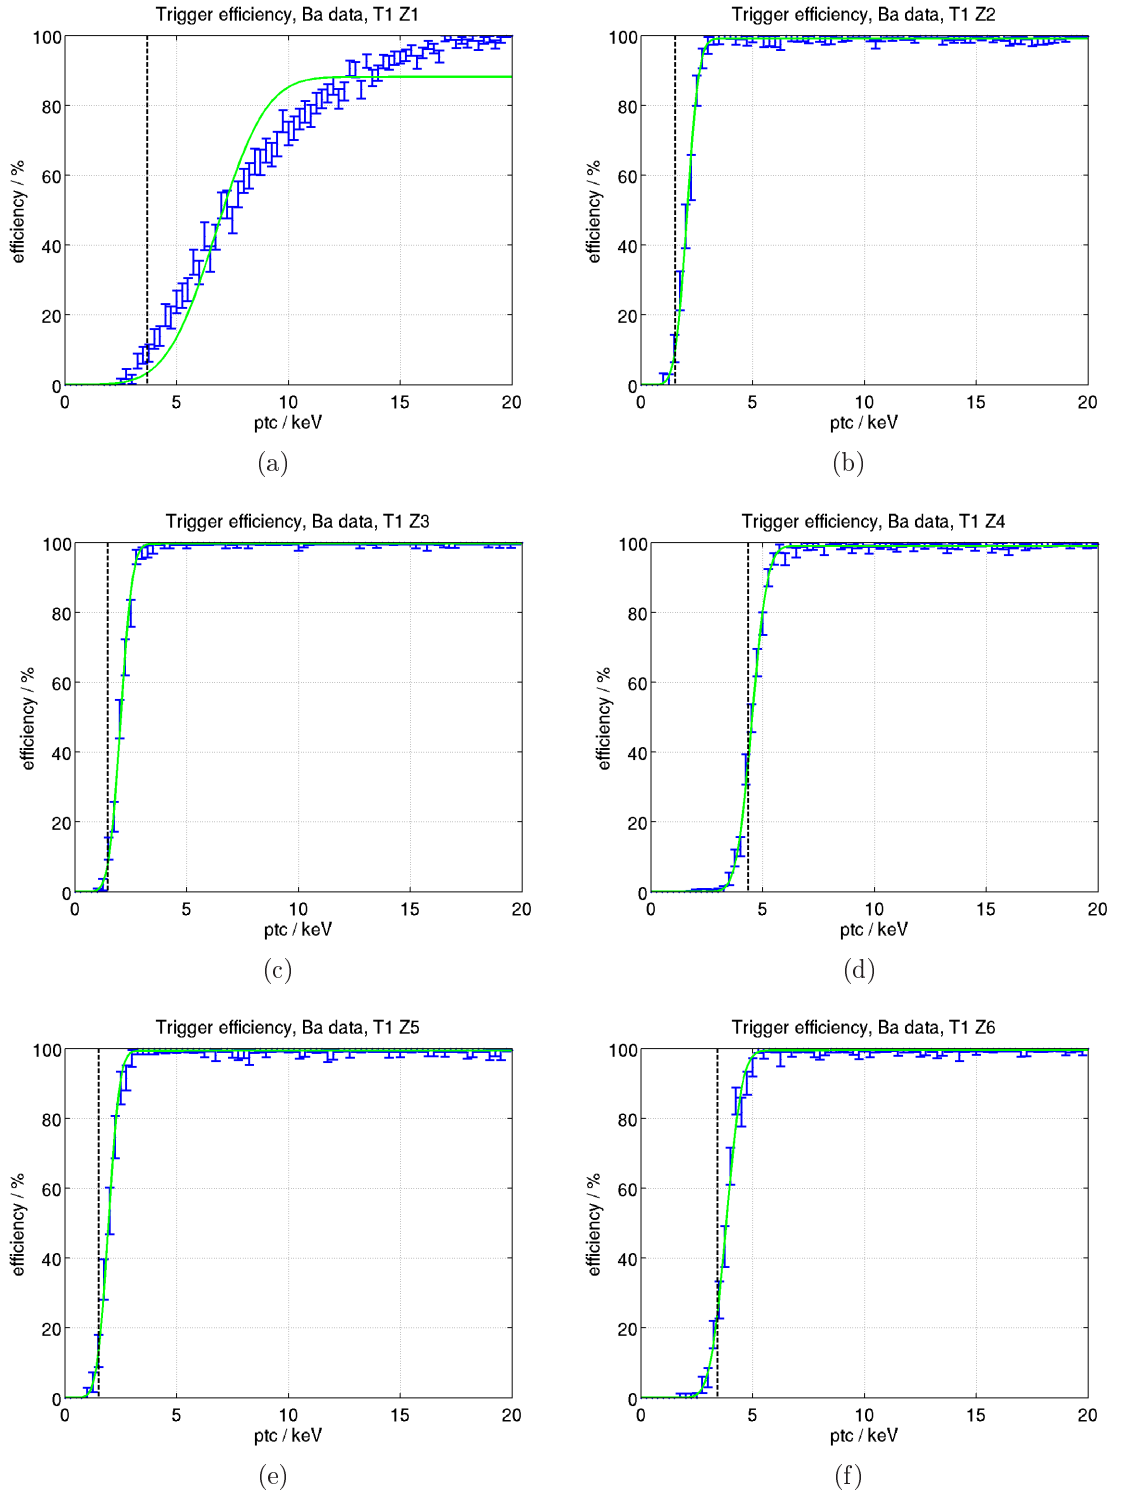 Trigger efficiency, Ba data, T1 Z1
100
80
60
40
20
0
efficiency / %
0 5 10 15 20
ptc / keV
(a)
Trigger efficiency, Ba data, T1 Z2
100
80
60
40
20
0
efficiency / %
0 5 10 15 20
ptc / keV
(b)
Trigger efficiency, Ba data, T1 Z3
100
80
60
40
20
0
efficiency / %
0 5 10 15 20
ptc / keV
(c)
Trigger efficiency, Ba data, T1 Z4
100
80
60
40
20
0
efficiency / %
0 5 10 15 20
ptc / keV
(d)
Trigger efficiency, Ba data, T1 Z5
100
80
60
40
20
0
efficiency / %
0 5 10 15 20
ptc / keV
(e)
Trigger efficiency, Ba data, T1 Z6
100
80
60
40
20
0
efficiency / %
0 5 10 15 20
ptc / keV
(f)